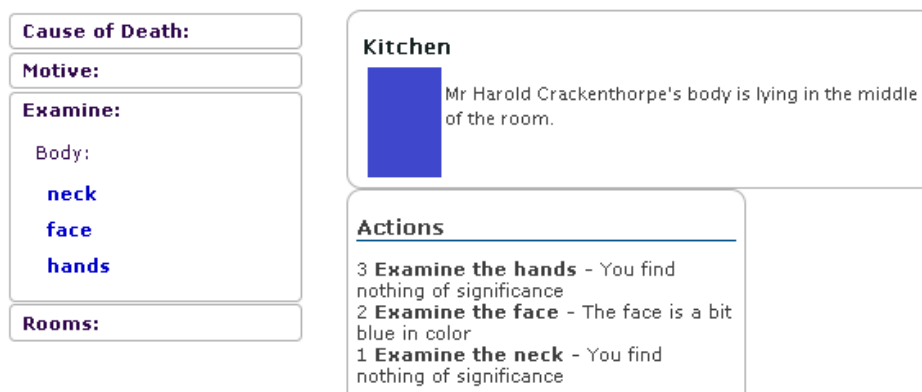 Cause of Death:
Motive:
Examine:
Body:
neck
face
hands
Rooms:
Kitchen
Mr Harold Crackenthorpe's body is lying in the middle
of the room.
Actions
3 Examine the hands - You find
nothing of significance
2 Examine the face - The face is a bit
blue in color
1 Examine the neck - You find
nothing of significance